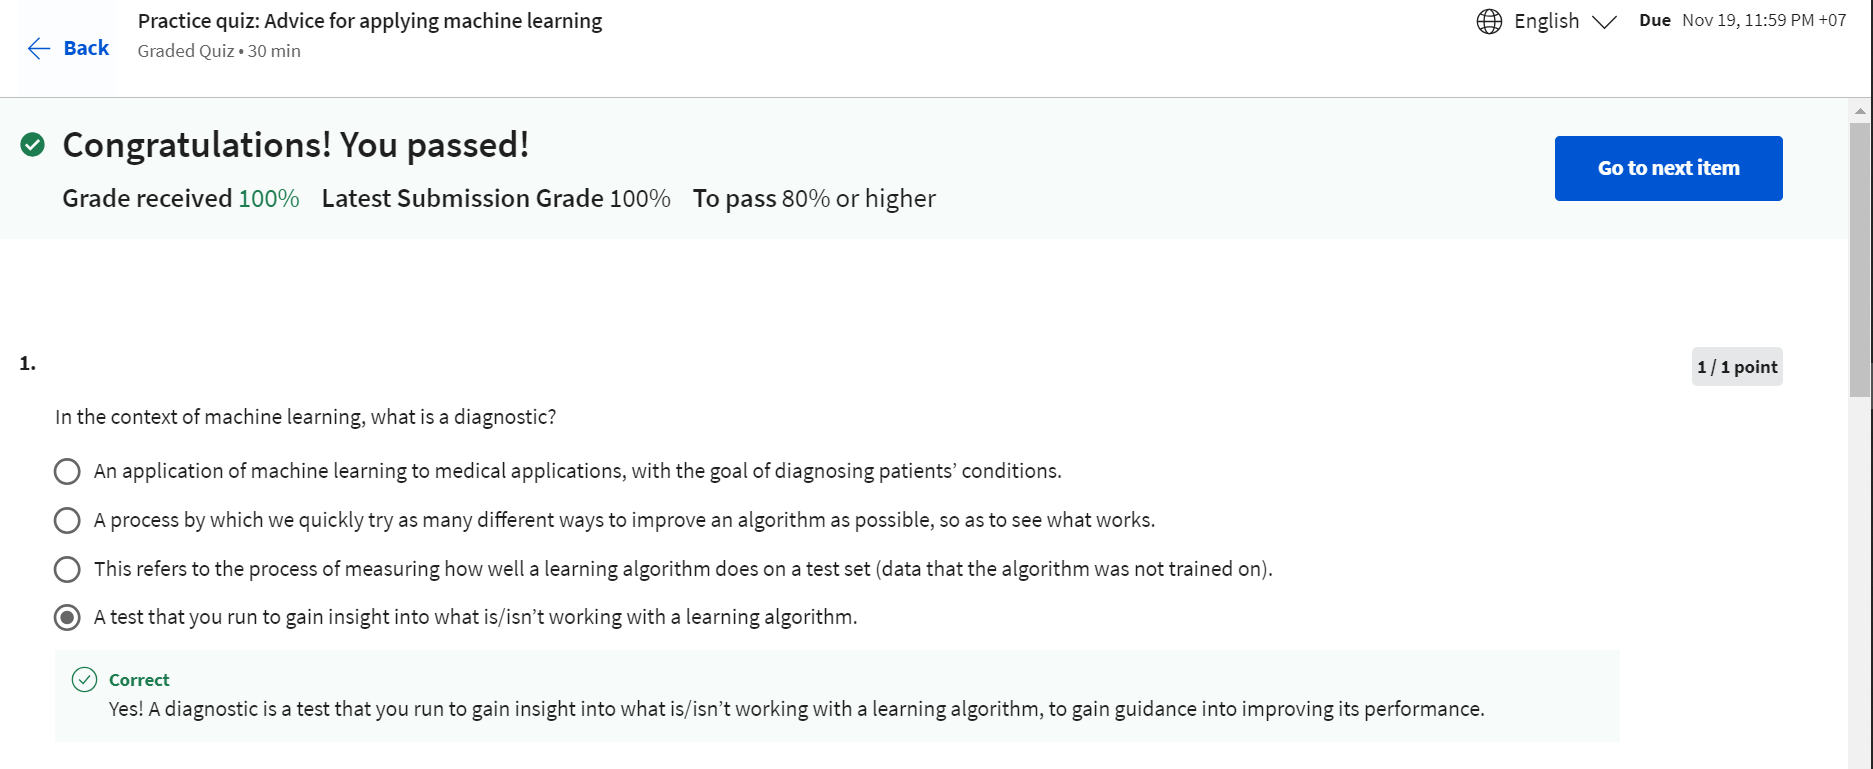 Back
Practice quiz: Advice for applying machine learning
Graded Quiz • 30 min
English
Due Nov 19, 11:59 PM +07
Congratulations! You passed!
Grade received 100% Latest Submission Grade 100% To pass 80% or higher
Go to next item
1.
1 / 1 point
In the context of machine learning, what is a diagnostic?
An application of machine learning to medical applications, with the goal of diagnosing patients’ conditions.
A process by which we quickly try as many different ways to improve an algorithm as possible, so as to see what works.
This refers to the process of measuring how well a learning algorithm does on a test set (data that the algorithm was not trained on).
A test that you run to gain insight into what is/isn’t working with a learning algorithm.
Correct
Yes! A diagnostic is a test that you run to gain insight into what is/isn’t working with a learning algorithm, to gain guidance into improving its performance.